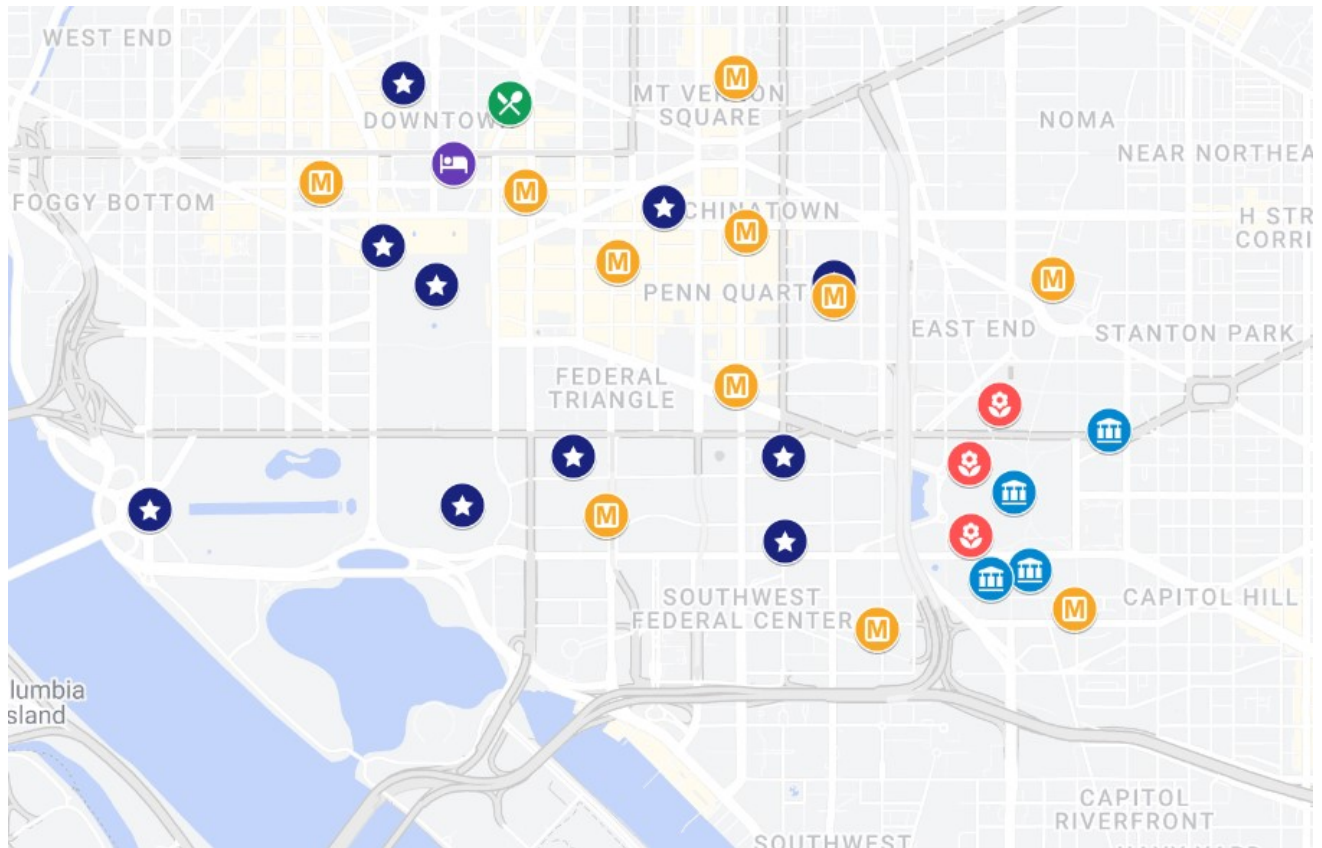 WEST END
MT VERNON
SQUARE
DOWNTOWN
NOMA
NEAR NORTHEA
FOGGY BOTTOM
CHINATOWN
H STR
CORRI
PENN QUART
EAST END
STANTON PARK
FEDERAL
TRIANGLE
SOUTHWEST
FEDERAL CENTER
CAPITOL HILL
lumbia
sland
CAPITOL
RIVERFRONT
SOUTHWEST
M
M
M
M
M
M
M
M
M
M
M